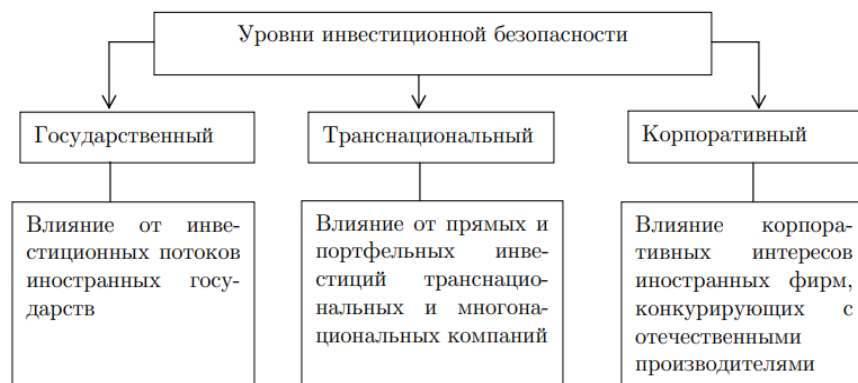 Уровни инвестиционной безопасности
Государственный
Транснациональный
Корпоративный
Влияние от инве-
стиционных потоков
иностранных госу-
дарств
Влияние от прямых и
портфельных инве-
стиций транснацио-
нальных и многона-
циональных компаний
Влияние корпора-
тивных интересов
иностранных фирм,
конкурирующих с
отечественными
производителями